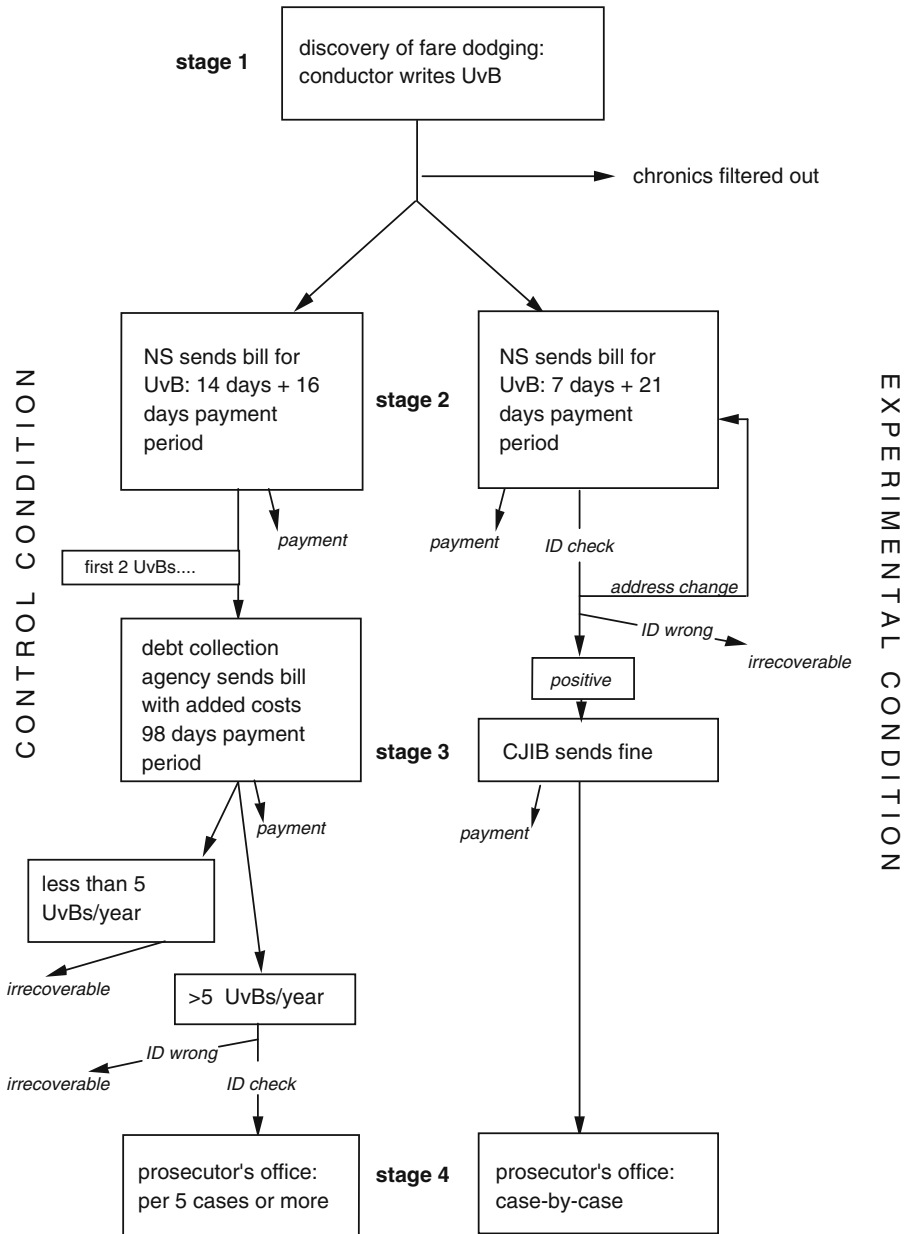 stage 1
discovery of fare dodging:
conductor writes UvB
chronics filtered out
CONTROL CONDITION
NS sends bill for
UvB: 14 days + 16
days payment
period
stage 2
NS sends bill for
UvB: 7 days + 21
days payment
period
EXPERIMENTAL CONDITION
payment
first 2 UvBs....
payment
ID check
address change
ID wrong
irrecoverable
positive
debt collection
agency sends bill
with added costs
98 days payment
period
stage 3
CJIB sends fine
payment
payment
less than 5
UvBs/year
irrecoverable
>5 UvBs/year
ID wrong
irrecoverable
ID check
prosecutor's office:
per 5 cases or more
stage 4
prosecutor's office:
case-by-case